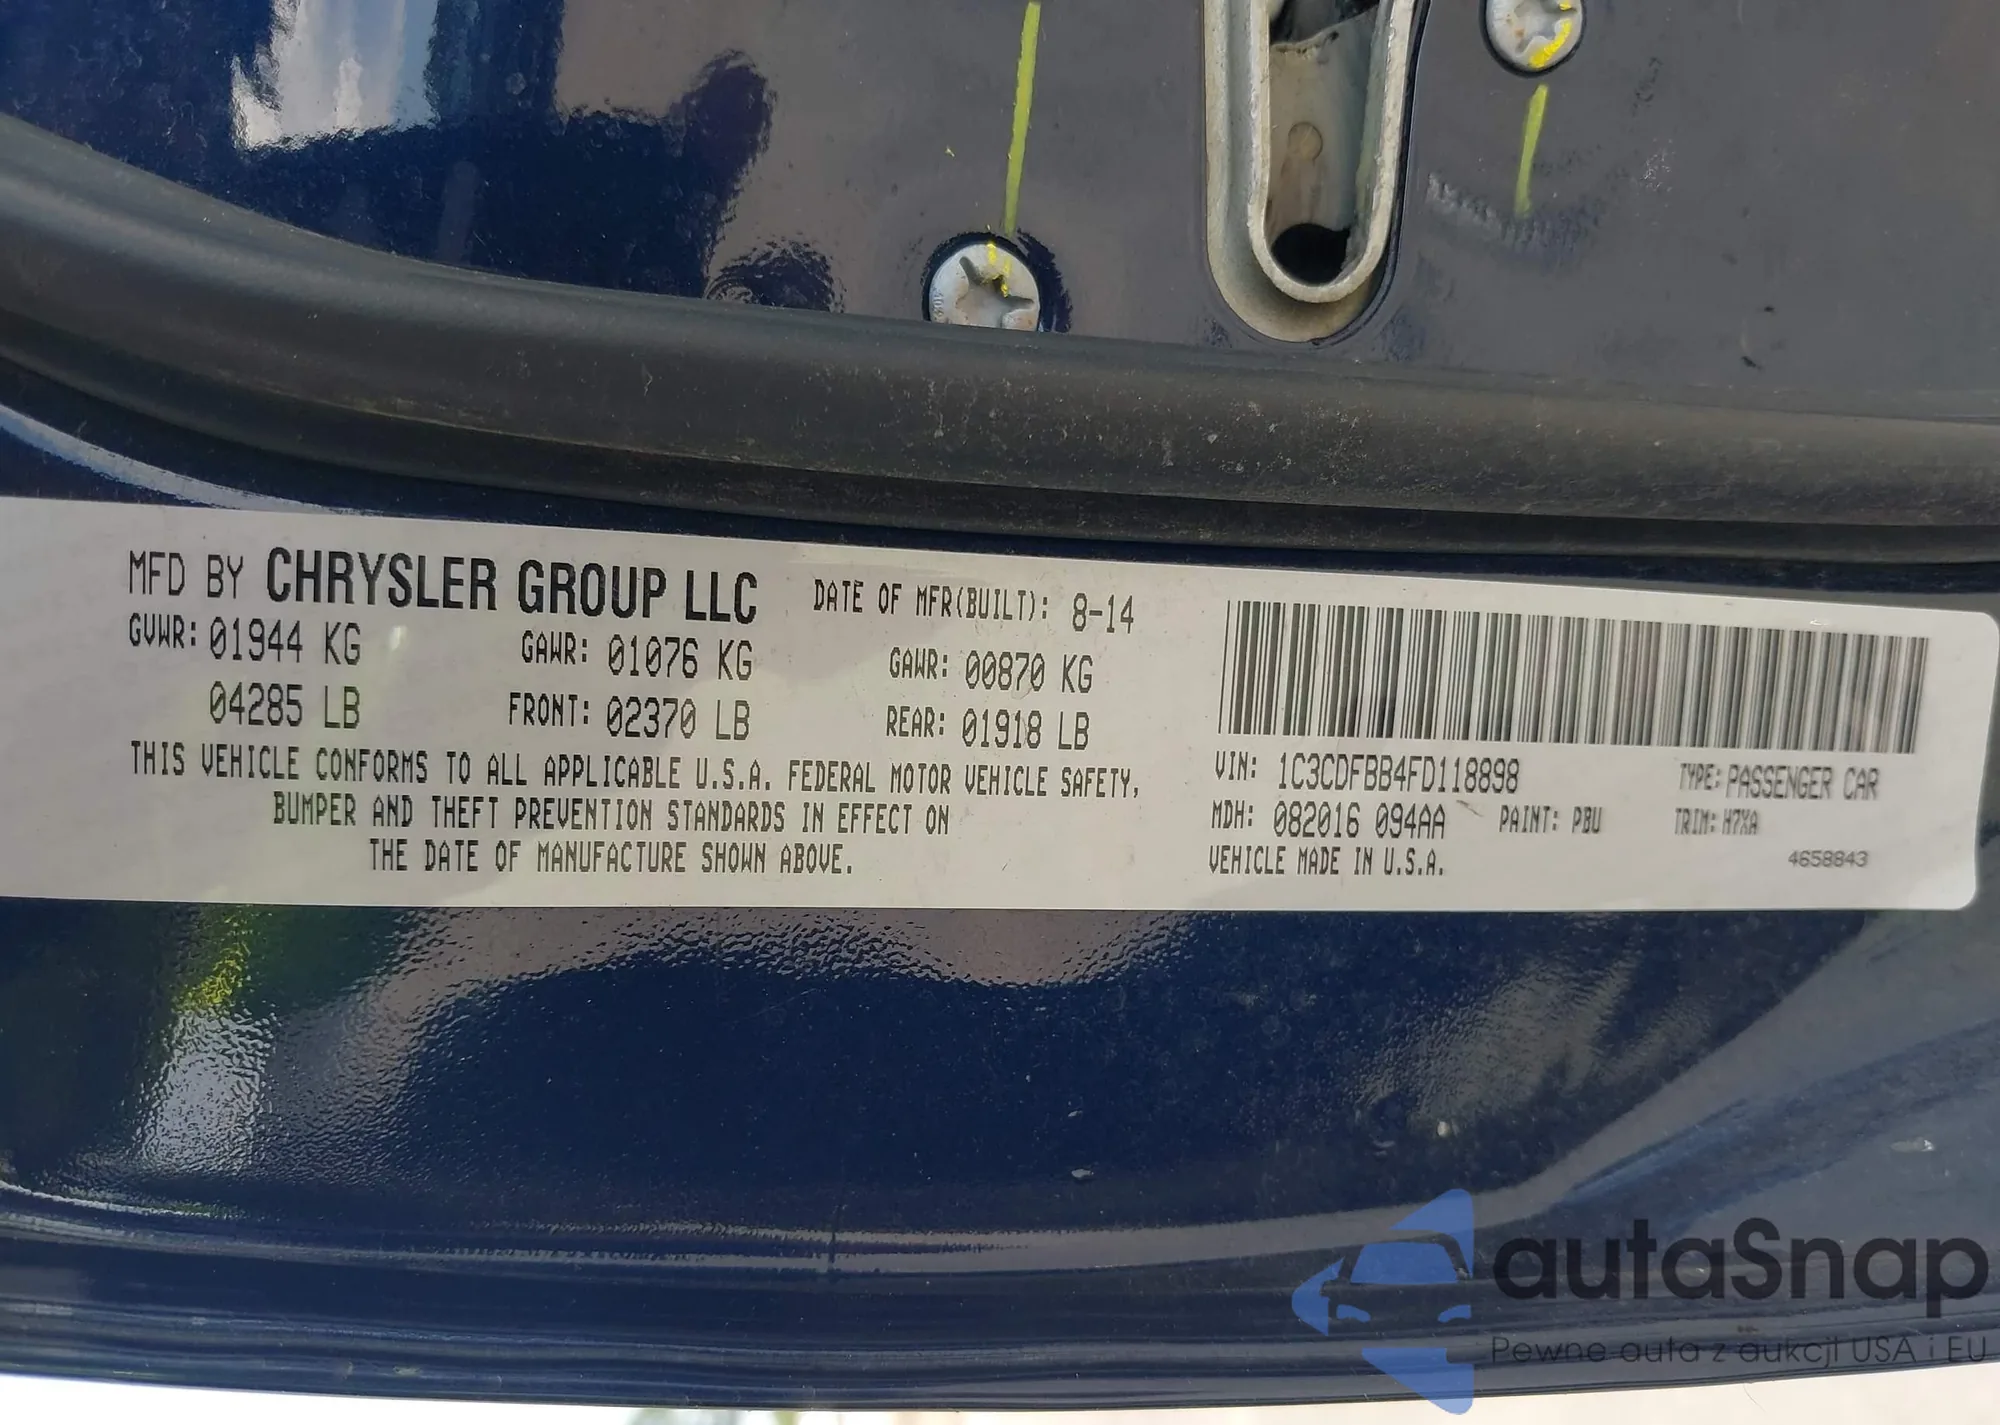 MFD BY CHRYSLER GROUP LLC DATE OF MFR(BUILT): 8-14
GVWR: 01944 KG GAWR: 01076 KG GAWR: 00870 KG
04285 LB FRONT: 02370 LB REAR: 01918 LB
THIS VEHICLE CONFORMS TO ALL APPLICABLE U.S.A. FEDERAL MOTOR VEHICLE SAFETY,
BUMPER AND THEFT PREVENTION STANDARDS IN EFFECT ON
THE DATE OF MANUFACTURE SHOWN ABOVE.
VIN: 1C3CDFBB4FD118898 TYPE: PASSENGER CAR
MDH: 082016 094AA PAINT: PBU TRIM: H7XA
VEHICLE MADE IN U.S.A. 4658843
autaSnap
Pewne auta z aukcji USA i EU